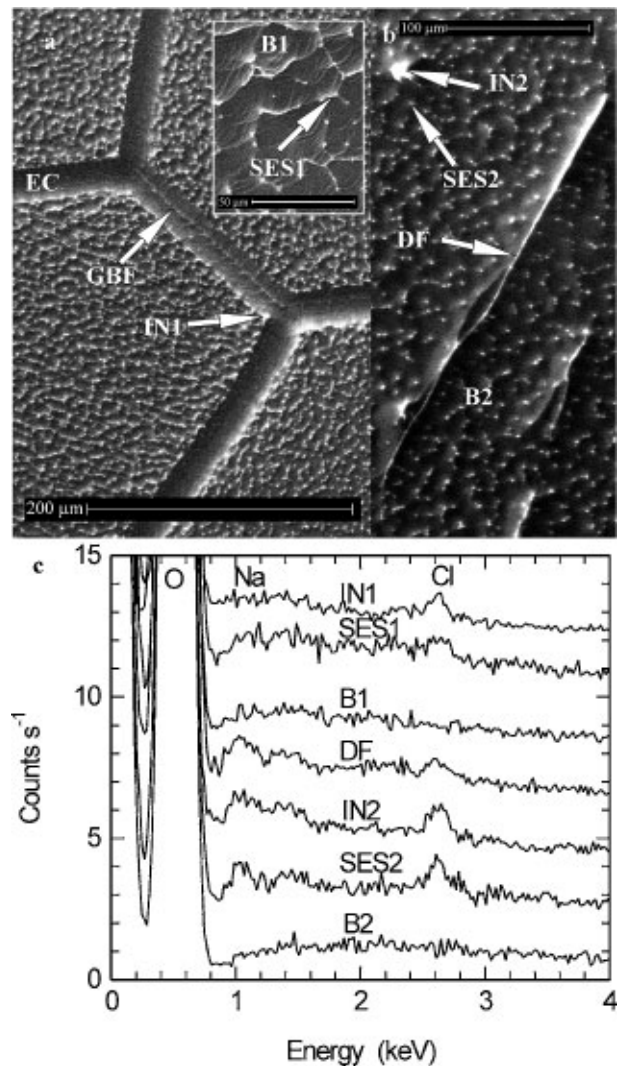 a
B1
SES1
50 µm
EC
GBF
IN1
200 µm
b
100 µm
IN2
SES2
DF
B2
c
15
10
5
0
Counts s⁻¹
O
Na
Cl
IN1
SES1
B1
DF
IN2
SES2
B2
0
1
2
3
4
Energy (keV)